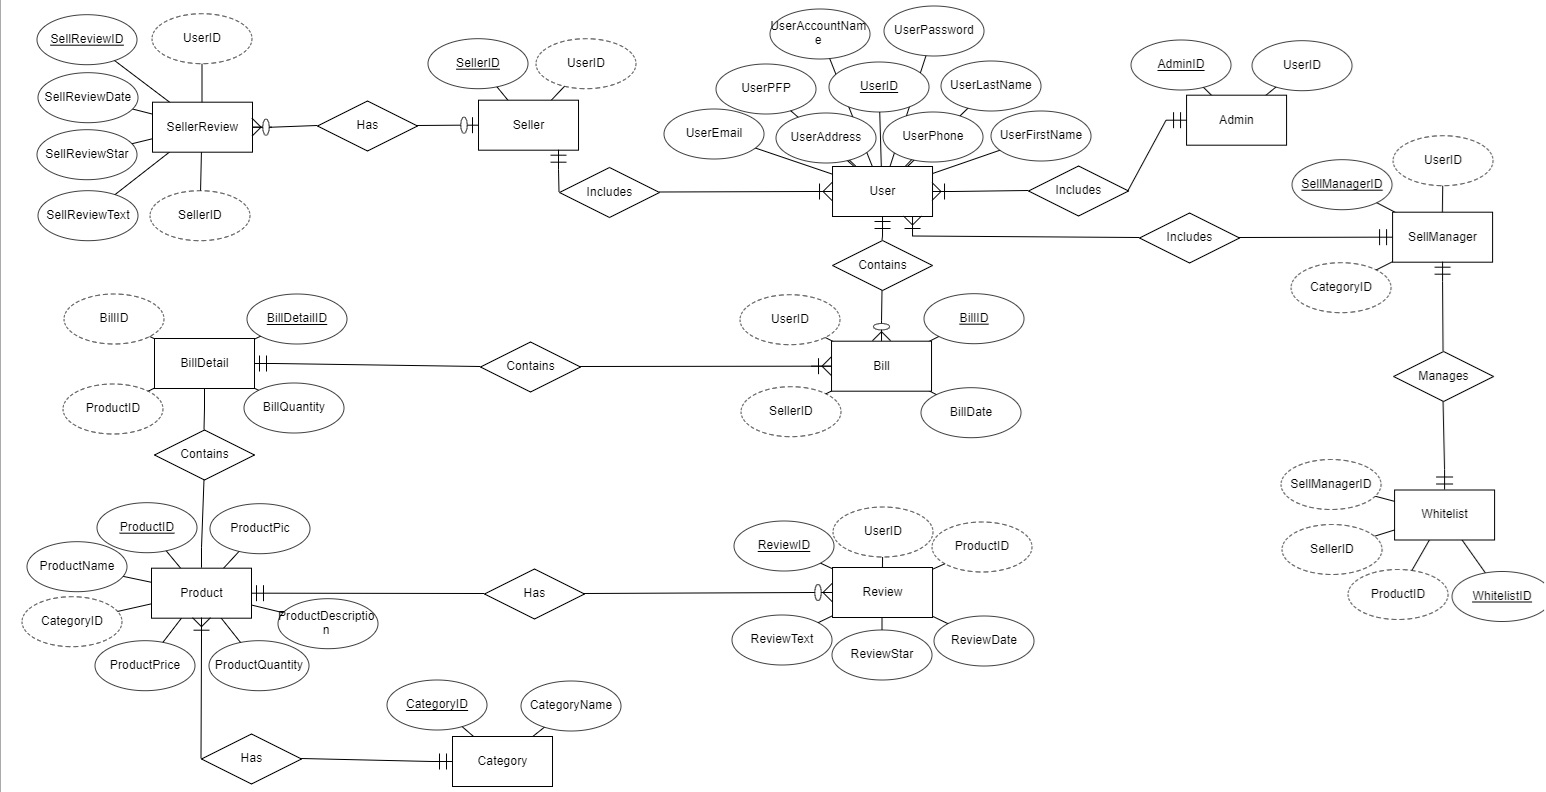 SellReviewID
UserID
SellReviewDate
SellerReview
SellReviewStar
SellReviewText
SellerID
Has
SellerID
UserID
Seller
Includes
UserAccountNam
e
UserPassword
UserPFP
UserID
UserLastName
UserEmail
UserAddress
UserPhone
UserFirstName
User
Includes
AdminID
UserID
Admin
Includes
SellManagerID
UserID
SellManager
CategoryID
Contains
BillID
BillDetailID
BillDetail
ProductID
BillQuantity
Contains
UserID
BillID
Bill
SellerID
BillDate
Manages
Contains
SellManagerID
Whitelist
SellerID
ProductID
WhitelistID
ProductID
ProductPic
ProductName
Product
CategoryID
ProductDescriptio
n
ProductPrice
ProductQuantity
Has
ReviewID
UserID
ProductID
Review
ReviewText
ReviewStar
ReviewDate
Has
CategoryID
CategoryName
Category